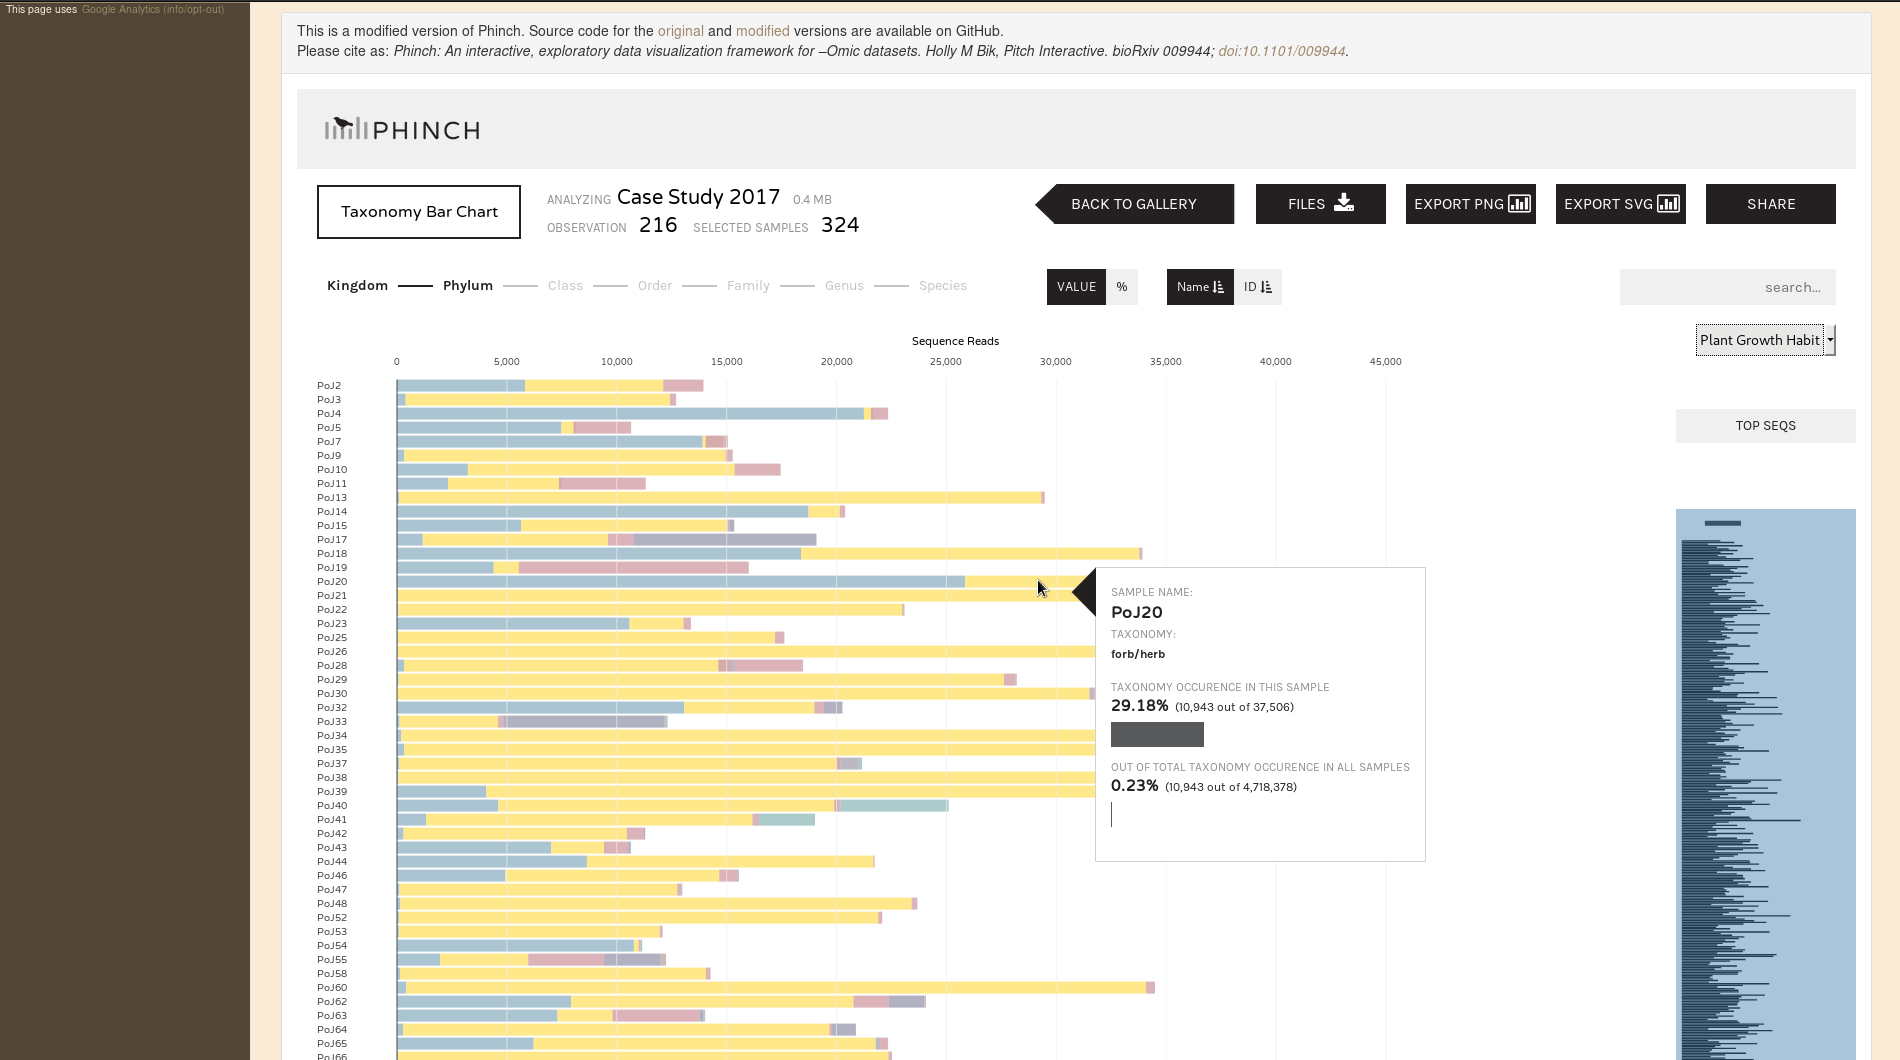 This page uses Google Analytics (info/opt-out)
This is a modified version of Phinch. Source code for the original and modified versions are available on GitHub.
Please cite as: Phinch: An interactive, exploratory data visualization framework for –Omic datasets. Holly M Bik, Pitch Interactive. bioRxiv 009944; doi:10.1101/009944.
PHINCH
Taxonomy Bar Chart
ANALYZING Case Study 2017 0.4 MB
OBSERVATION 216 SELECTED SAMPLES 324
BACK TO GALLERY
FILES
EXPORT PNG
EXPORT SVG
SHARE
Kingdom Phylum Class Order Family Genus Species
VALUE %
Name ID
search...
Plant Growth Habit
Sequence Reads
0 5,000 10,000 15,000 20,000 25,000 30,000 35,000 40,000 45,000
PoJ2
PoJ3
PoJ4
PoJ5
PoJ7
PoJ9
PoJ10
PoJ11
PoJ13
PoJ14
PoJ15
PoJ17
PoJ18
PoJ19
PoJ20
PoJ21
PoJ22
PoJ23
PoJ25
PoJ26
PoJ28
PoJ29
PoJ30
PoJ32
PoJ33
PoJ34
PoJ35
PoJ37
PoJ38
PoJ39
PoJ40
PoJ41
PoJ42
PoJ43
PoJ44
PoJ46
PoJ47
PoJ48
PoJ52
PoJ53
PoJ54
PoJ55
PoJ58
PoJ60
PoJ62
PoJ63
PoJ64
PoJ65
PoJ66
SAMPLE NAME:
PoJ20
TAXONOMY:
forb/herb
TAXONOMY OCCURENCE IN THIS SAMPLE
29.18% (10,943 out of 37,506)
OUT OF TOTAL TAXONOMY OCCURENCE IN ALL SAMPLES
0.23% (10,943 out of 4,718,378)
TOP SEQS